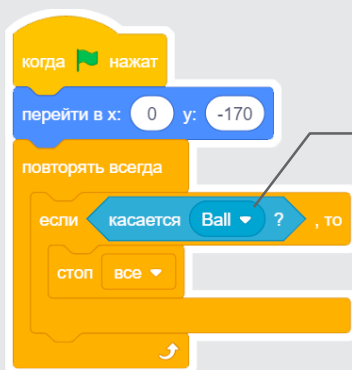 когда нажат
перейти в x: 0 y: -170
повторять всегда
если касается Ball ? , то
стоп все